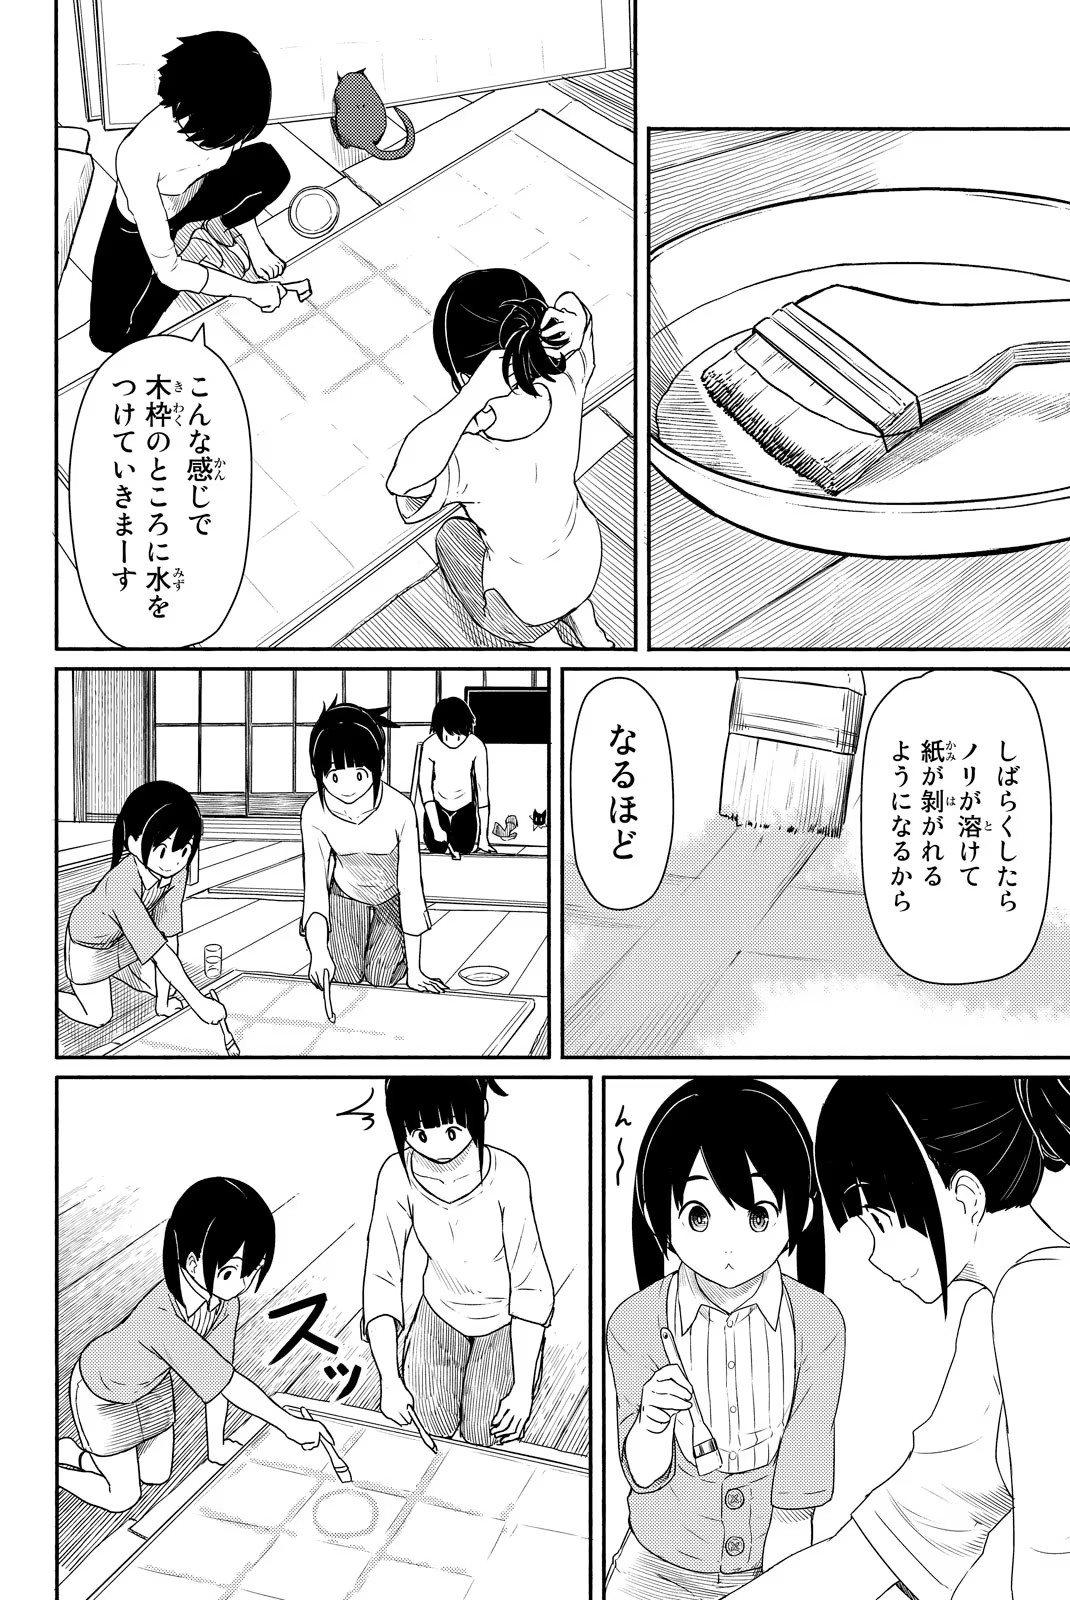 こんな感じで
木枠のところに水を
つけていきまーす
しばらくしたら
ノリが溶けて
紙が剝がれる
ようになるから
なるほど
ん〜
スッ